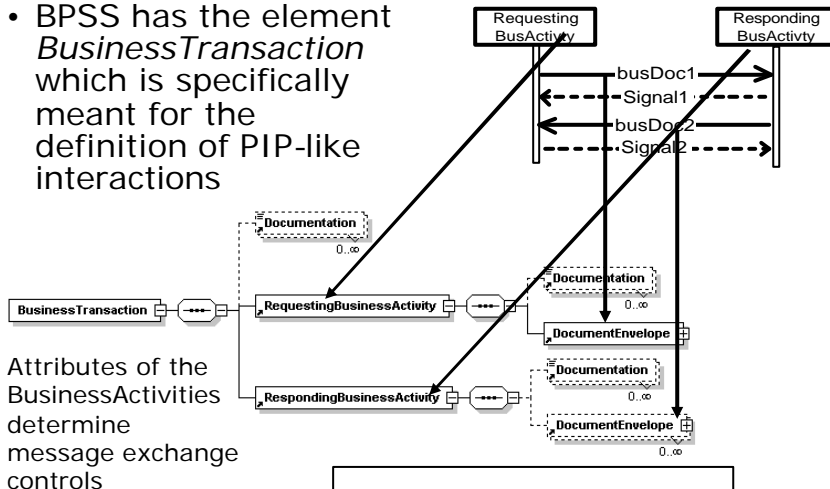 • BPSS has the element
BusinessTransaction
which is specifically
meant for the
definition of PIP-like
interactions
Requesting
BusActivty
Responding
BusActivty
busDoc1
Signal1
busDoc2
Signal2
Documentation
0..∞
BusinessTransaction
RequestingBusinessActivity
Documentation
0..∞
DocumentEnvelope
Attributes of the
BusinessActivities
determine
message exchange
controls
RespondingBusinessActivity
Documentation
0..∞
DocumentEnvelope
0..∞